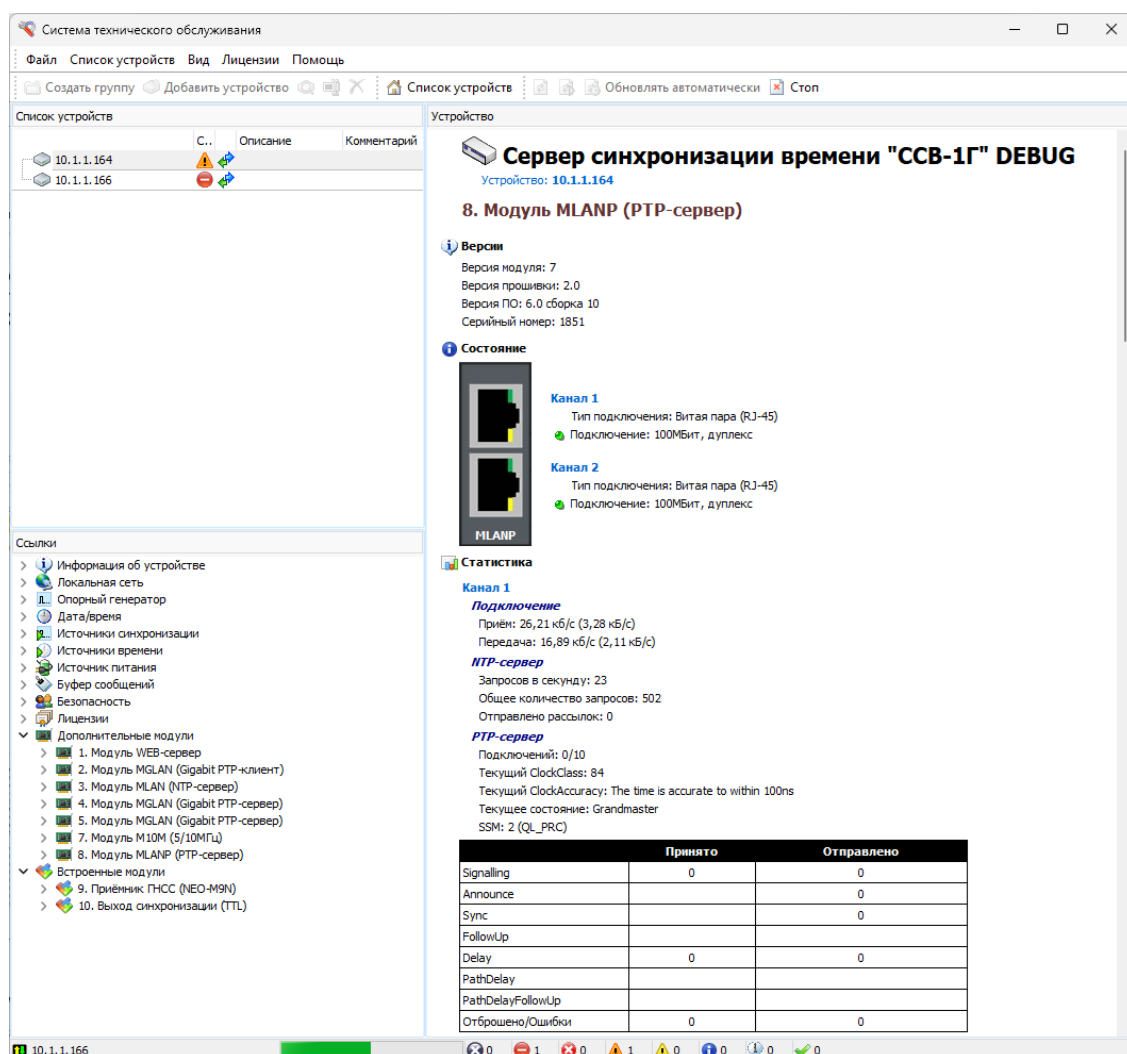 Система технического обслуживания
Файл Список устройств Вид Лицензии Помощь
Создать группу Добавить устройство Список устройств Обновлять автоматически Стоп
Список устройств
С.. Описание Комментарий
10.1.1.164
10.1.1.166
Ссылки
Информация об устройстве
Локальная сеть
Опорный генератор
Дата/время
Источники синхронизации
Источники времени
Источник питания
Буфер сообщений
Безопасность
Лицензии
Дополнительные модули
1. Модуль WEB-сервер
2. Модуль MGLAN (Gigabit PTP-клиент)
3. Модуль MLAN (NTP-сервер)
4. Модуль MGLAN (Gigabit PTP-сервер)
5. Модуль MGLAN (Gigabit PTP-сервер)
7. Модуль M10M (5/10МГц)
8. Модуль MLANP (PTP-сервер)
Встроенные модули
9. Приёмник ГНСС (NEO-M9N)
10. Выход синхронизации (TTL)
Устройство
Сервер синхронизации времени "ССВ-1Г" DEBUG
Устройство: 10.1.1.164
8. Модуль MLANP (PTP-сервер)
Версии
Версия модуля: 7
Версия прошивки: 2.0
Версия ПО: 6.0 сборка 10
Серийный номер: 1851
Состояние
MLANP
Канал 1
Тип подключения: Витая пара (RJ-45)
Подключение: 100МБит, дуплекс
Канал 2
Тип подключения: Витая пара (RJ-45)
Подключение: 100МБит, дуплекс
Статистика
Канал 1
Подключение
Приём: 26,21 кб/с (3,28 кБ/с)
Передача: 16,89 кб/с (2,11 кБ/с)
NTP-сервер
Запросов в секунду: 23
Общее количество запросов: 502
Отправлено рассылок: 0
PTP-сервер
Подключений: 0/10
Текущий ClockClass: 84
Текущий ClockAccuracy: The time is accurate to within 100ns
Текущее состояние: Grandmaster
SSM: 2 (QL_PRC)
Принято Отправлено
Signalling 0 0
Announce 0
Sync 0
FollowUp
Delay 0 0
PathDelay
PathDelayFollowUp
Отброшено/Ошибки 0 0
10.1.1.166 0 1 0 1 0 0 0 0